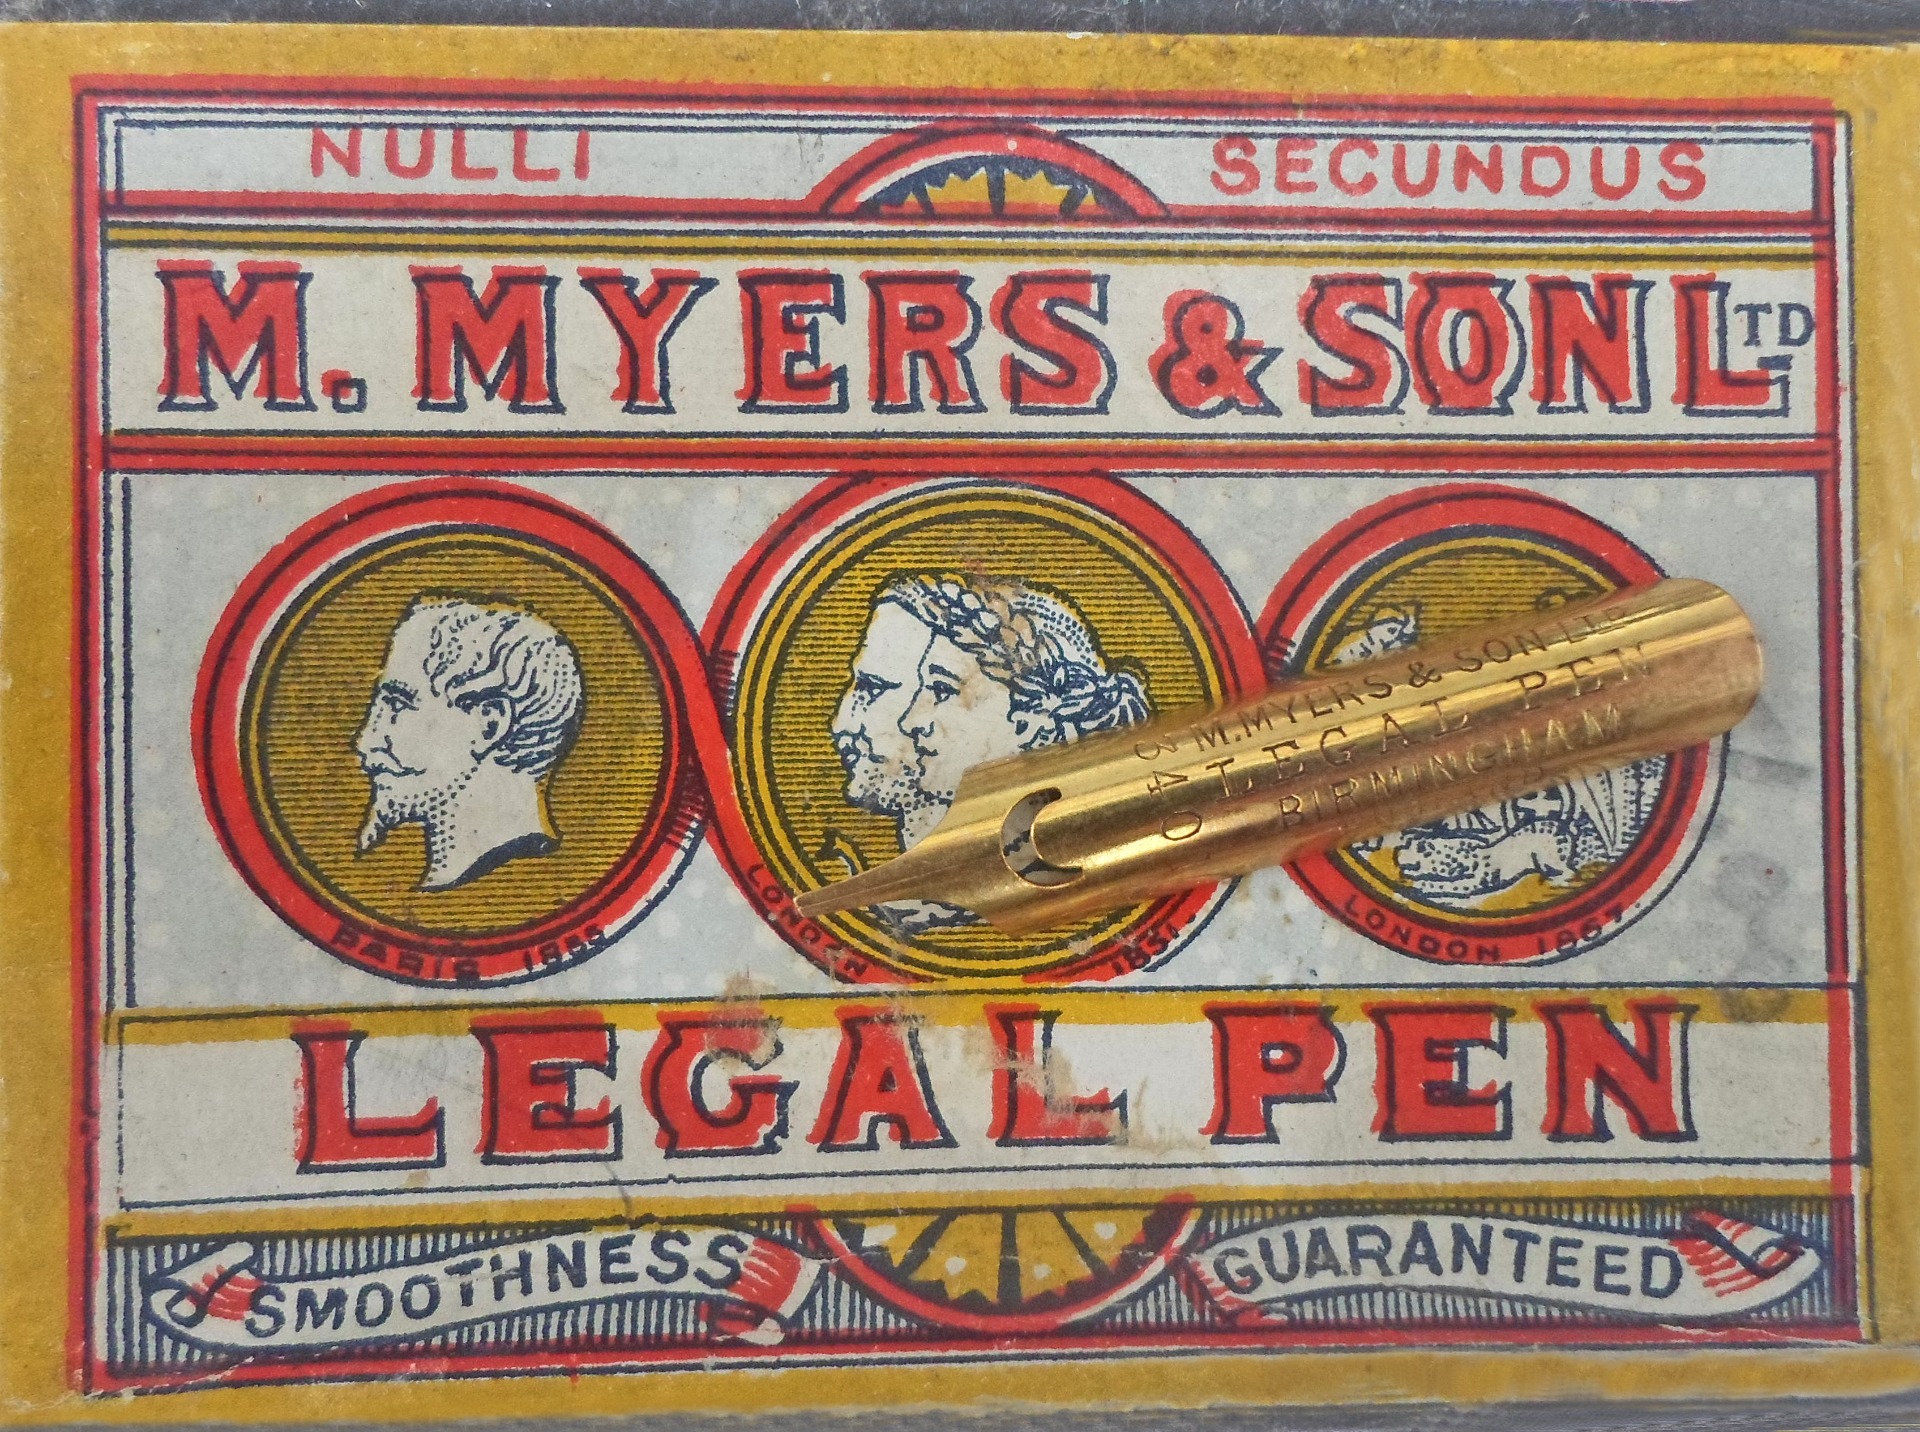 NULLI SECUNDUS
M. MYERS & SON LTD
PARIS 1855
LONDON 1851
LONDON 1867
340
M. MYERS & SON LTD
LEGAL PEN
BIRMINGHAM
LEGAL PEN
SMOOTHNESS GUARANTEED